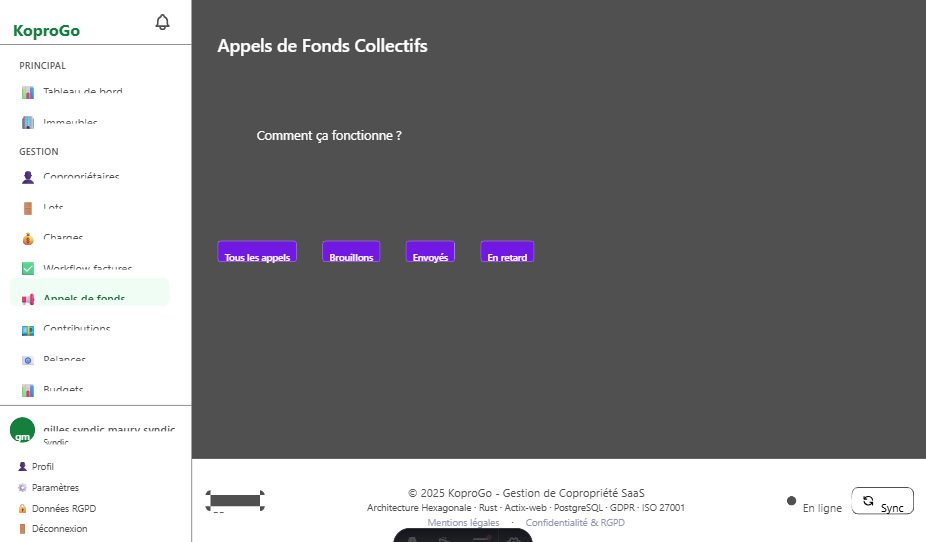 KoproGo
PRINCIPAL
Tableau de bord
Immeubles
GESTION
Copropriétaires
Lots
Charges
Workflow factures
Appels de fonds
Contributions
Relances
Budgets
gm
gilles syndic maury syndic
Syndic
Profil
Paramètres
Données RGPD
Déconnexion
Appels de Fonds Collectifs
Comment ça fonctionne ?
Tous les appels
Brouillons
Envoyés
En retard
© 2025 KoproGo - Gestion de Copropriété SaaS
Architecture Hexagonale · Rust · Actix-web · PostgreSQL · GDPR · ISO 27001
Mentions légales · Confidentialité & RGPD
En ligne
Sync